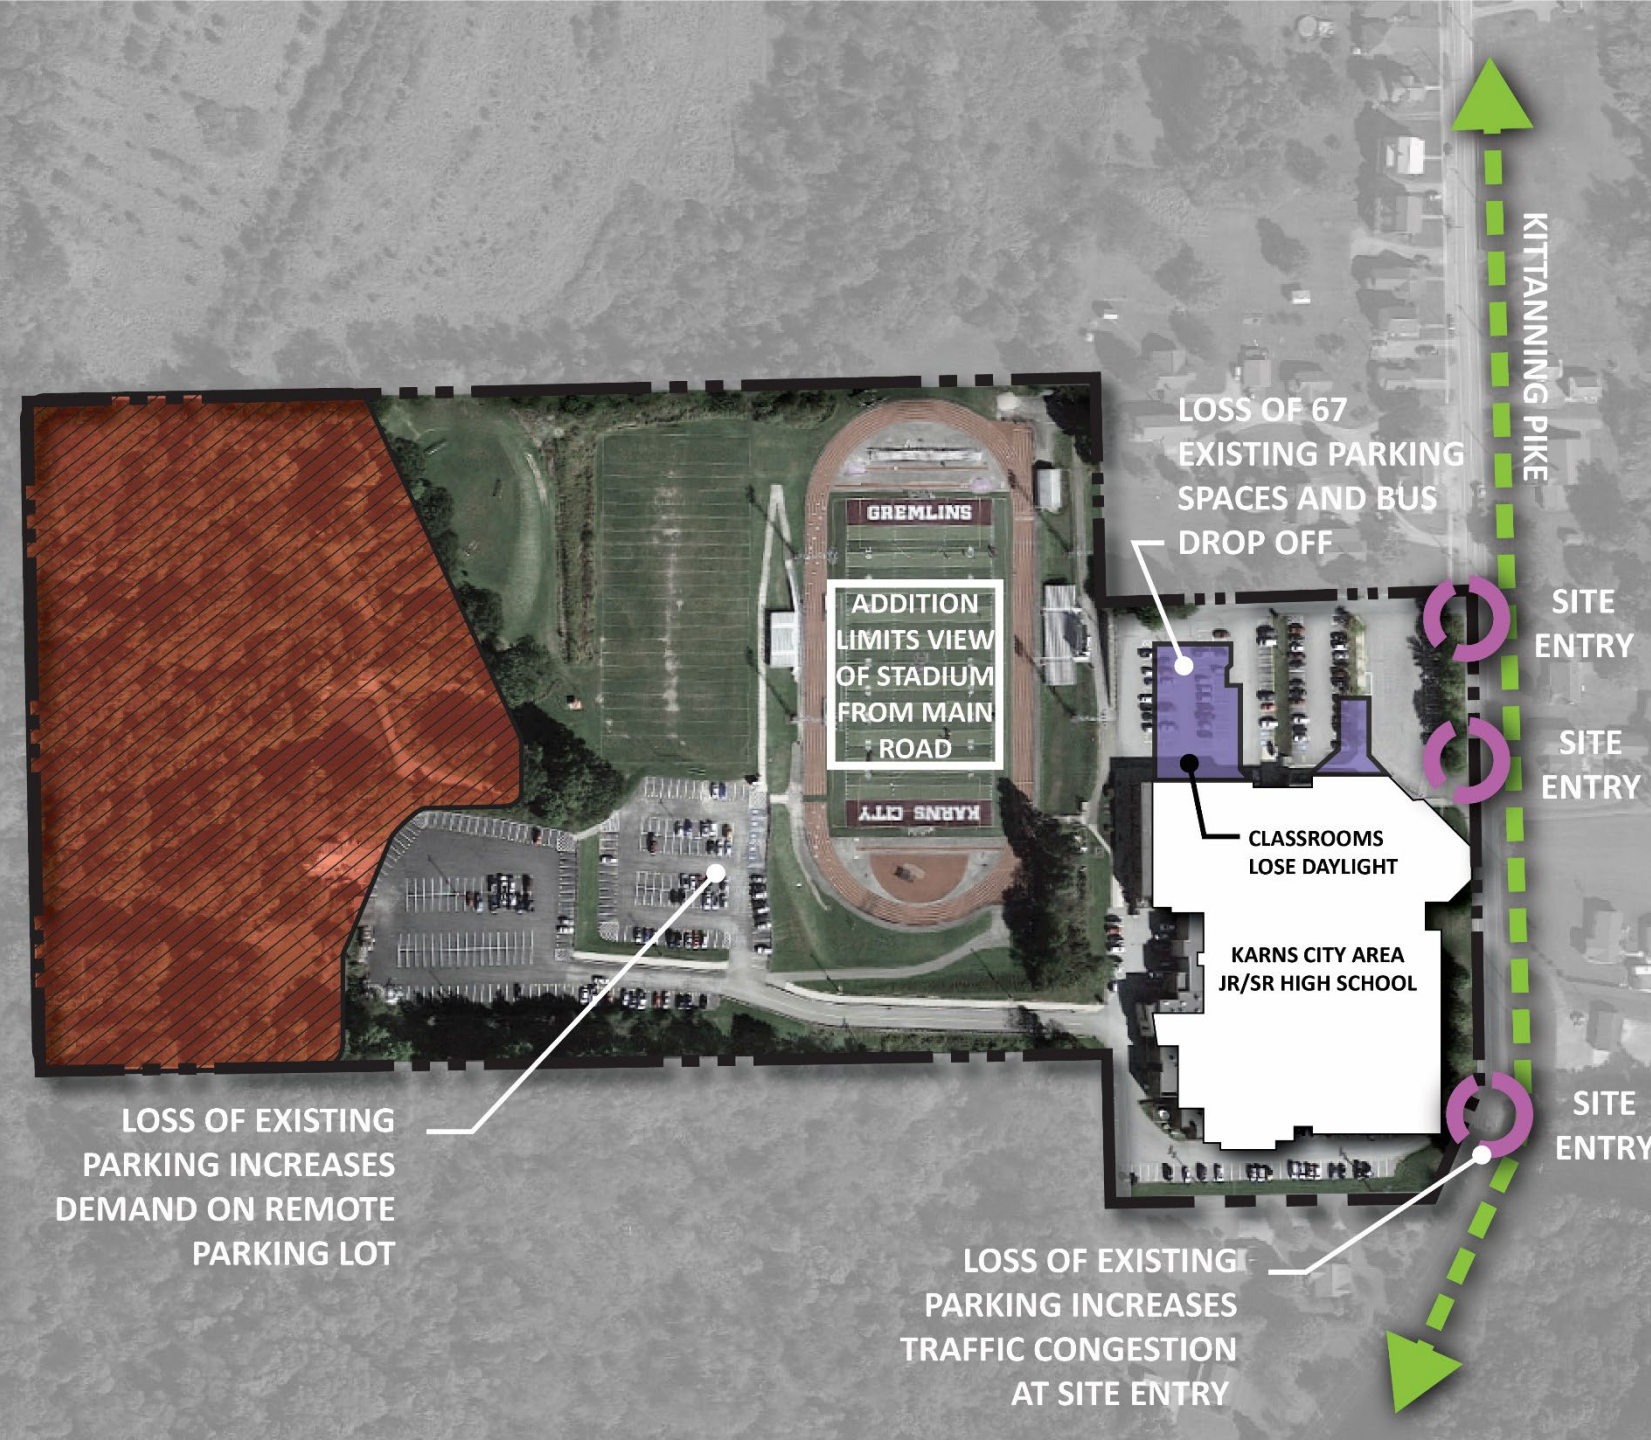 KITTANNING PIKE
LOSS OF 67
EXISTING PARKING
SPACES AND BUS
DROP OFF
GREMLINS
ADDITION
LIMITS VIEW
OF STADIUM
FROM MAIN
ROAD
SITE
ENTRY
SITE
ENTRY
KARNS CITY
CLASSROOMS
LOSE DAYLIGHT
KARNS CITY AREA
JR/SR HIGH SCHOOL
SITE
ENTRY
LOSS OF EXISTING
PARKING INCREASES
DEMAND ON REMOTE
PARKING LOT
LOSS OF EXISTING
PARKING INCREASES
TRAFFIC CONGESTION
AT SITE ENTRY